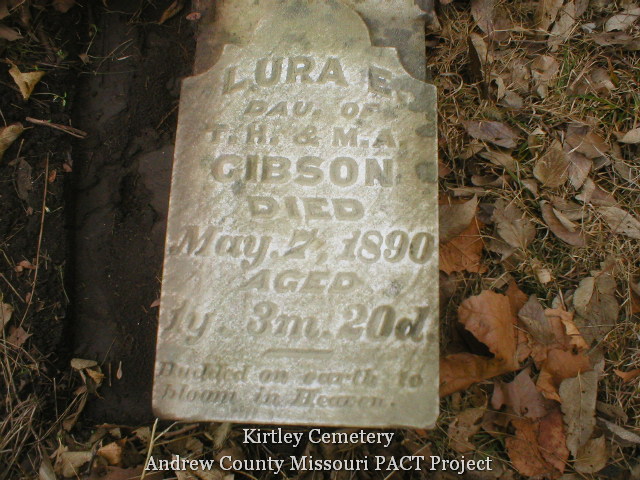 LURA E.
DAU. OF
T.H. & M.A.
GIBSON
DIED
May. 7, 1890
AGED
1y. 3m. 20d.
Budded on earth to
bloom in Heaven.
Kirtley Cemetery
Andrew County Missouri PACT Project